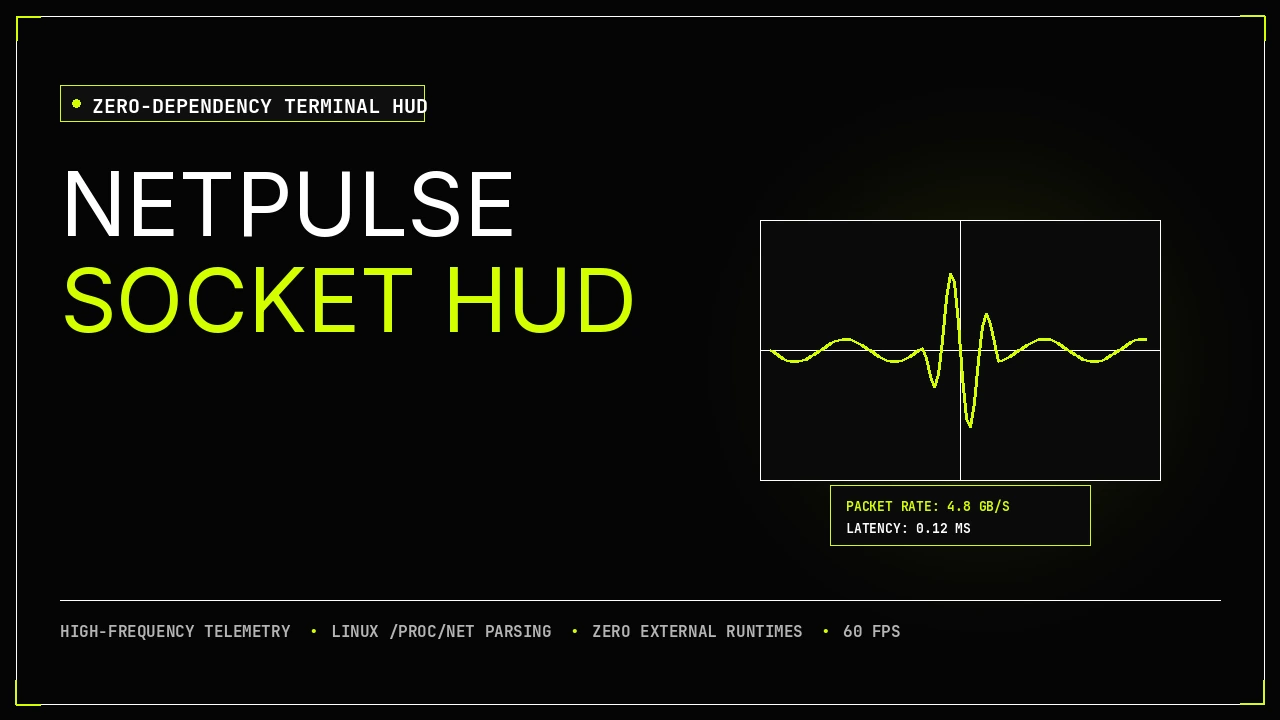 ZERO-DEPENDENCY TERMINAL HUD
NETPULSE
SOCKET HUD
PACKET RATE: 4.8 GB/S
LATENCY: 0.12 MS
HIGH-FREQUENCY TELEMETRY • LINUX /PROC/NET PARSING • ZERO EXTERNAL RUNTIMES • 60 FPS